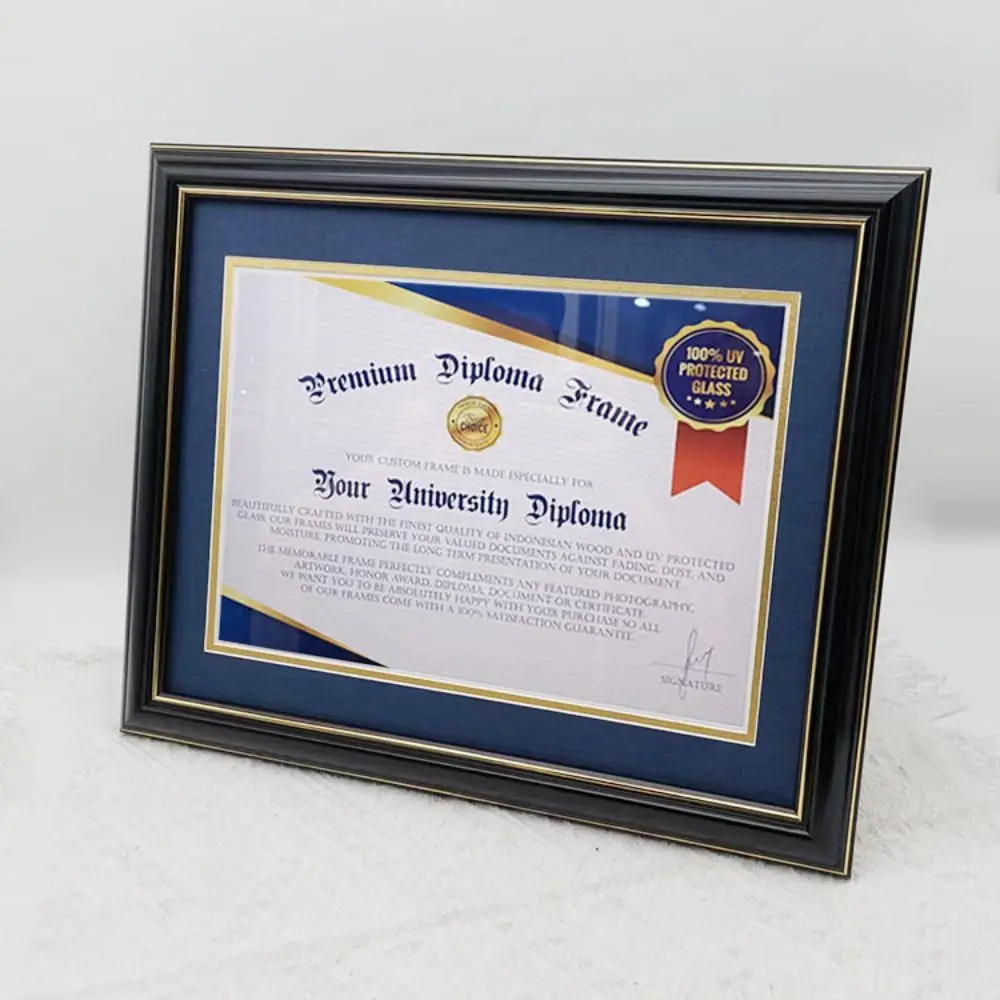 Premium Diploma Frame
100% UV
PROTECTED
GLASS
CHOICE
YOUR CUSTOM FRAME IS MADE ESPECIALLY FOR
Your University Diploma
BEAUTIFULLY CRAFTED WITH THE FINEST QUALITY OF INDONESIAN WOOD AND UV PROTECTED
GLASS. OUR FRAMES WILL PRESERVE YOUR VALUED DOCUMENTS AGAINST FADING, DUST, AND
MOISTURE, PROMOTING THE LONG TERM PRESENTATION OF YOUR DOCUMENT.
THE MEMORABLE FRAME PERFECTLY COMPLEMENTS ANY FEATURED PHOTOGRAPHY,
ARTWORK, HONOR AWARD, DIPLOMA, DOCUMENT OR CERTIFICATE.
WE WANT YOU TO BE ABSOLUTELY HAPPY WITH YOUR PURCHASE SO ALL
OF OUR FRAMES COME WITH A 100% SATISFACTION GUARANTEE.
SIGNATURE